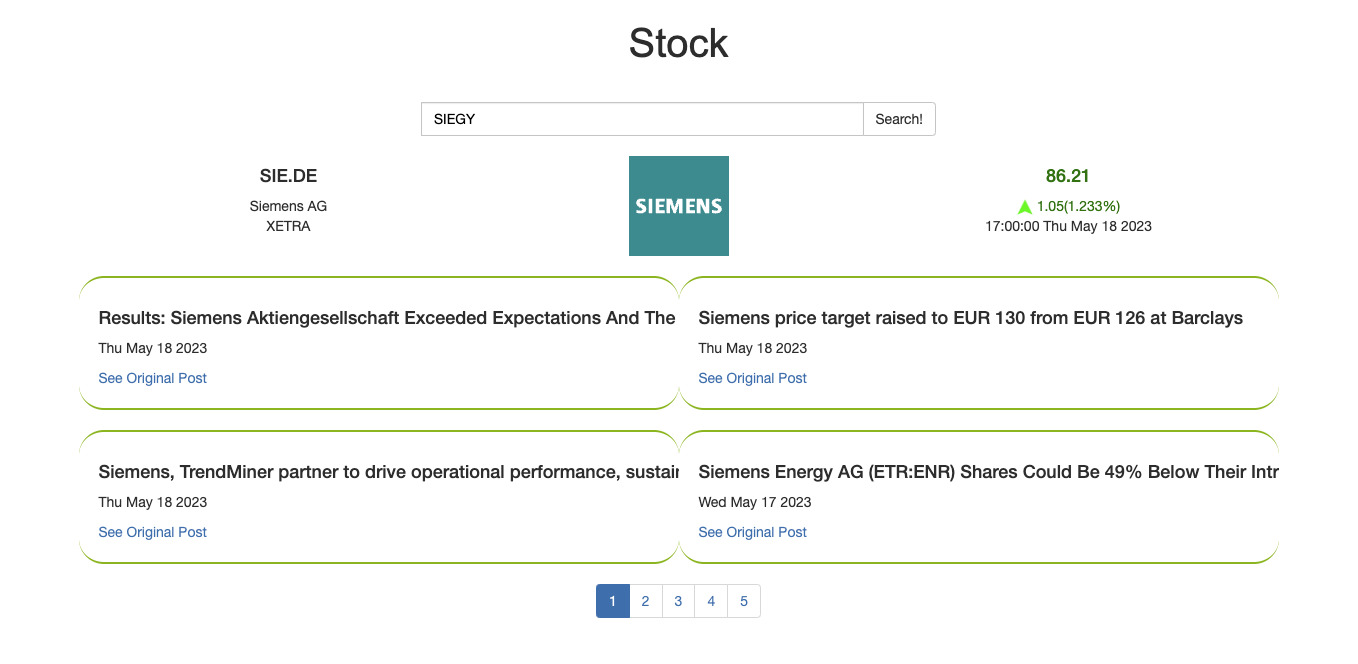 Stock
SIEGY
Search!
SIE.DE
Siemens AG
XETRA
SIEMENS
86.21
1.05(1.233%)
17:00:00 Thu May 18 2023
Results: Siemens Aktiengesellschaft Exceeded Expectations And The
Thu May 18 2023
See Original Post
Siemens price target raised to EUR 130 from EUR 126 at Barclays
Thu May 18 2023
See Original Post
Siemens, TrendMiner partner to drive operational performance, sustain
Thu May 18 2023
See Original Post
Siemens Energy AG (ETR:ENR) Shares Could Be 49% Below Their Intr
Wed May 17 2023
See Original Post
1 2 3 4 5